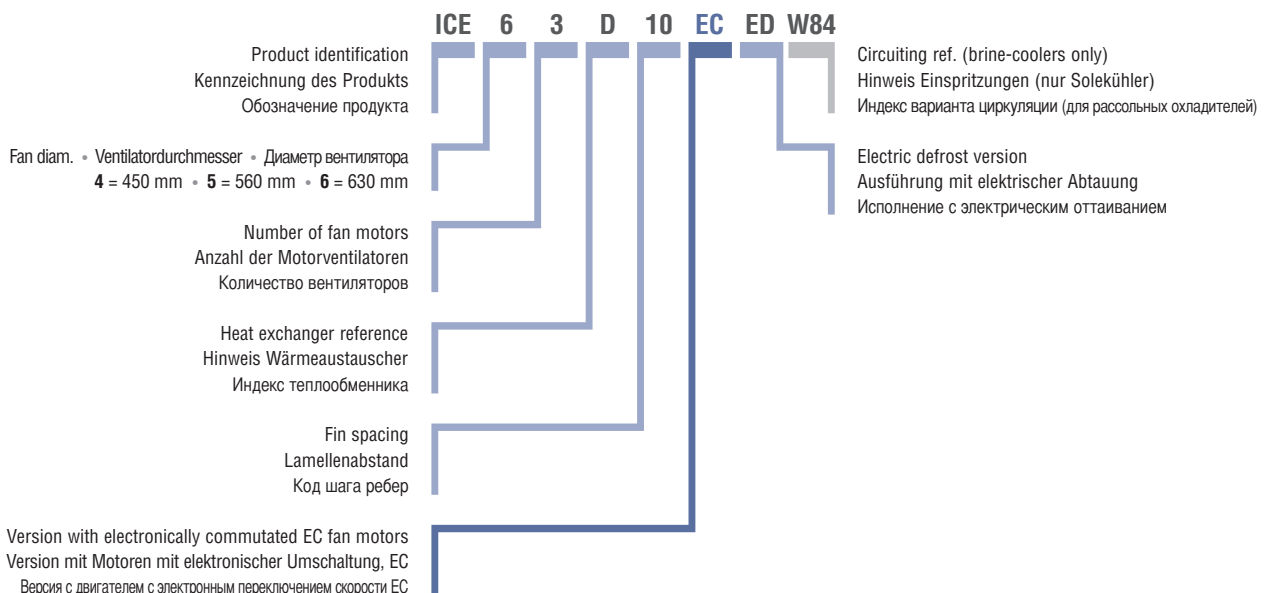 ICE 6 3 D 10 EC ED W84
Product identification
Kennzeichnung des Produkts
Обозначение продукта
Fan diam. • Ventilatordurchmesser • Диаметр вентилятора
4 = 450 mm • 5 = 560 mm • 6 = 630 mm
Number of fan motors
Anzahl der Motorventilatoren
Количество вентиляторов
Heat exchanger reference
Hinweis Wärmeaustauscher
Индекс теплообменника
Fin spacing
Lamellenabstand
Код шага ребер
Version with electronically commutated EC fan motors
Version mit Motoren mit elektronischer Umschaltung, EC
Версия с двигателем с электронным переключением скорости EC
Circuiting ref. (brine-coolers only)
Hinweis Einspritzungen (nur Solekühler)
Индекс варианта циркуляции (для рассольных охладителей)
Electric defrost version
Ausführung mit elektrischer Abtauung
Исполнение с электрическим оттаиванием